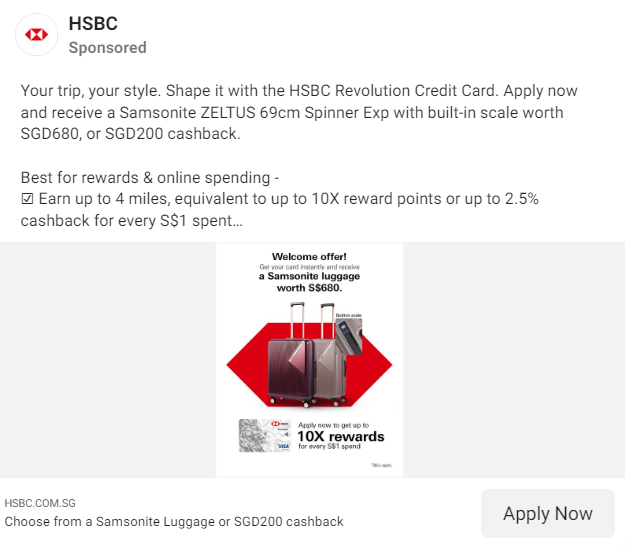 HSBC
Sponsored
Your trip, your style. Shape it with the HSBC Revolution Credit Card. Apply now
and receive a Samsonite ZELTUS 69cm Spinner Exp with built-in scale worth
SGD680, or SGD200 cashback.
Best for rewards & online spending -
☑ Earn up to 4 miles, equivalent to up to 10X reward points or up to 2.5%
cashback for every S$1 spent...
Welcome offer!
Get your card instantly and receive
a Samsonite luggage
worth S$680.
Built-in scale
Apply now to get up to
10X rewards
for every S$1 spend
VISA
T&Cs apply.
HSBC.COM.SG
Choose from a Samsonite Luggage or SGD200 cashback
Apply Now